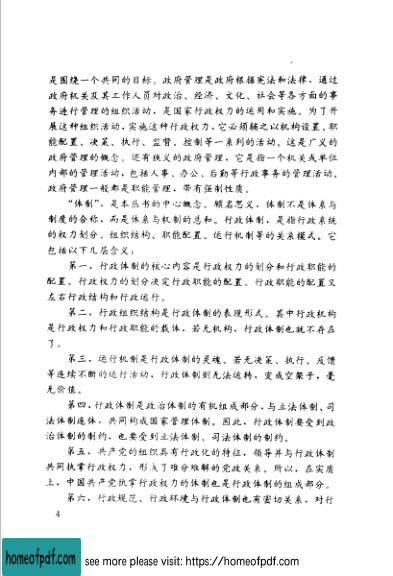 是围绕一个共同的目标。政府管理是政府根据宪法和法律，通过
政府机关及其工作人员对政治、经济、文化、社会等各方面的事
务进行管理的组织活动，是国家行政权力的运用和实施。为了开
展这种组织活动，实施这种行政权力，它必须辅之以机构设置、职
能配置、决策、执行、监督、控制等一系列的活动。这是广义的
政府管理的概念。还有狭义的政府管理，它是指一个机关或单位
内部的管理活动，包括人事、办公、后勤等行政事务的管理活动。
政府管理一般都是职能管理，带有强制性质。
“体制”，是本丛书的中心概念。顾名思义，体制不是体系与
制度的合称，而是体系与机制的总和。行政体制，是指行政系统
的权力划分、组织结构、职能配置、运行机制等的关系模式。它
包括以下几层含义：
第一，行政体制的核心内容是行政权力的划分和行政职能的
配置。行政权力的划分决定行政职能的配置。行政职能的配置又
左右行政结构和行政运行。
第二，行政组织结构是行政体制的表现形式。其中行政机构
是行政权力和行政职能的载体，若无机构，行政体制也就不存在
了。
第三，运行机制是行政体制的灵魂。若无决策、执行、反馈
等连续不断的运行活动，行政体制则无法运转，变成空架子，毫
无价值。
第四，行政体制是政治体制的有机组成部分，与立法体制、司
法体制连体，共同构成国家管理体制。因此，行政体制要受到政
治体制的制约，也要受到立法体制、司法体制的制约。
第五，共产党的组织具有行政化的特征，领导并与行政体制
共同执掌行政权力，形成了难分难解的党政关系。所以，在实质
上，中国共产党执掌行政权力的体制也是行政体制的组成部分。
第六，行政规范、行政环境与行政体制也有密切关系，对行
4
homeofpdf.com
see more please visit: https://homeofpdf.com